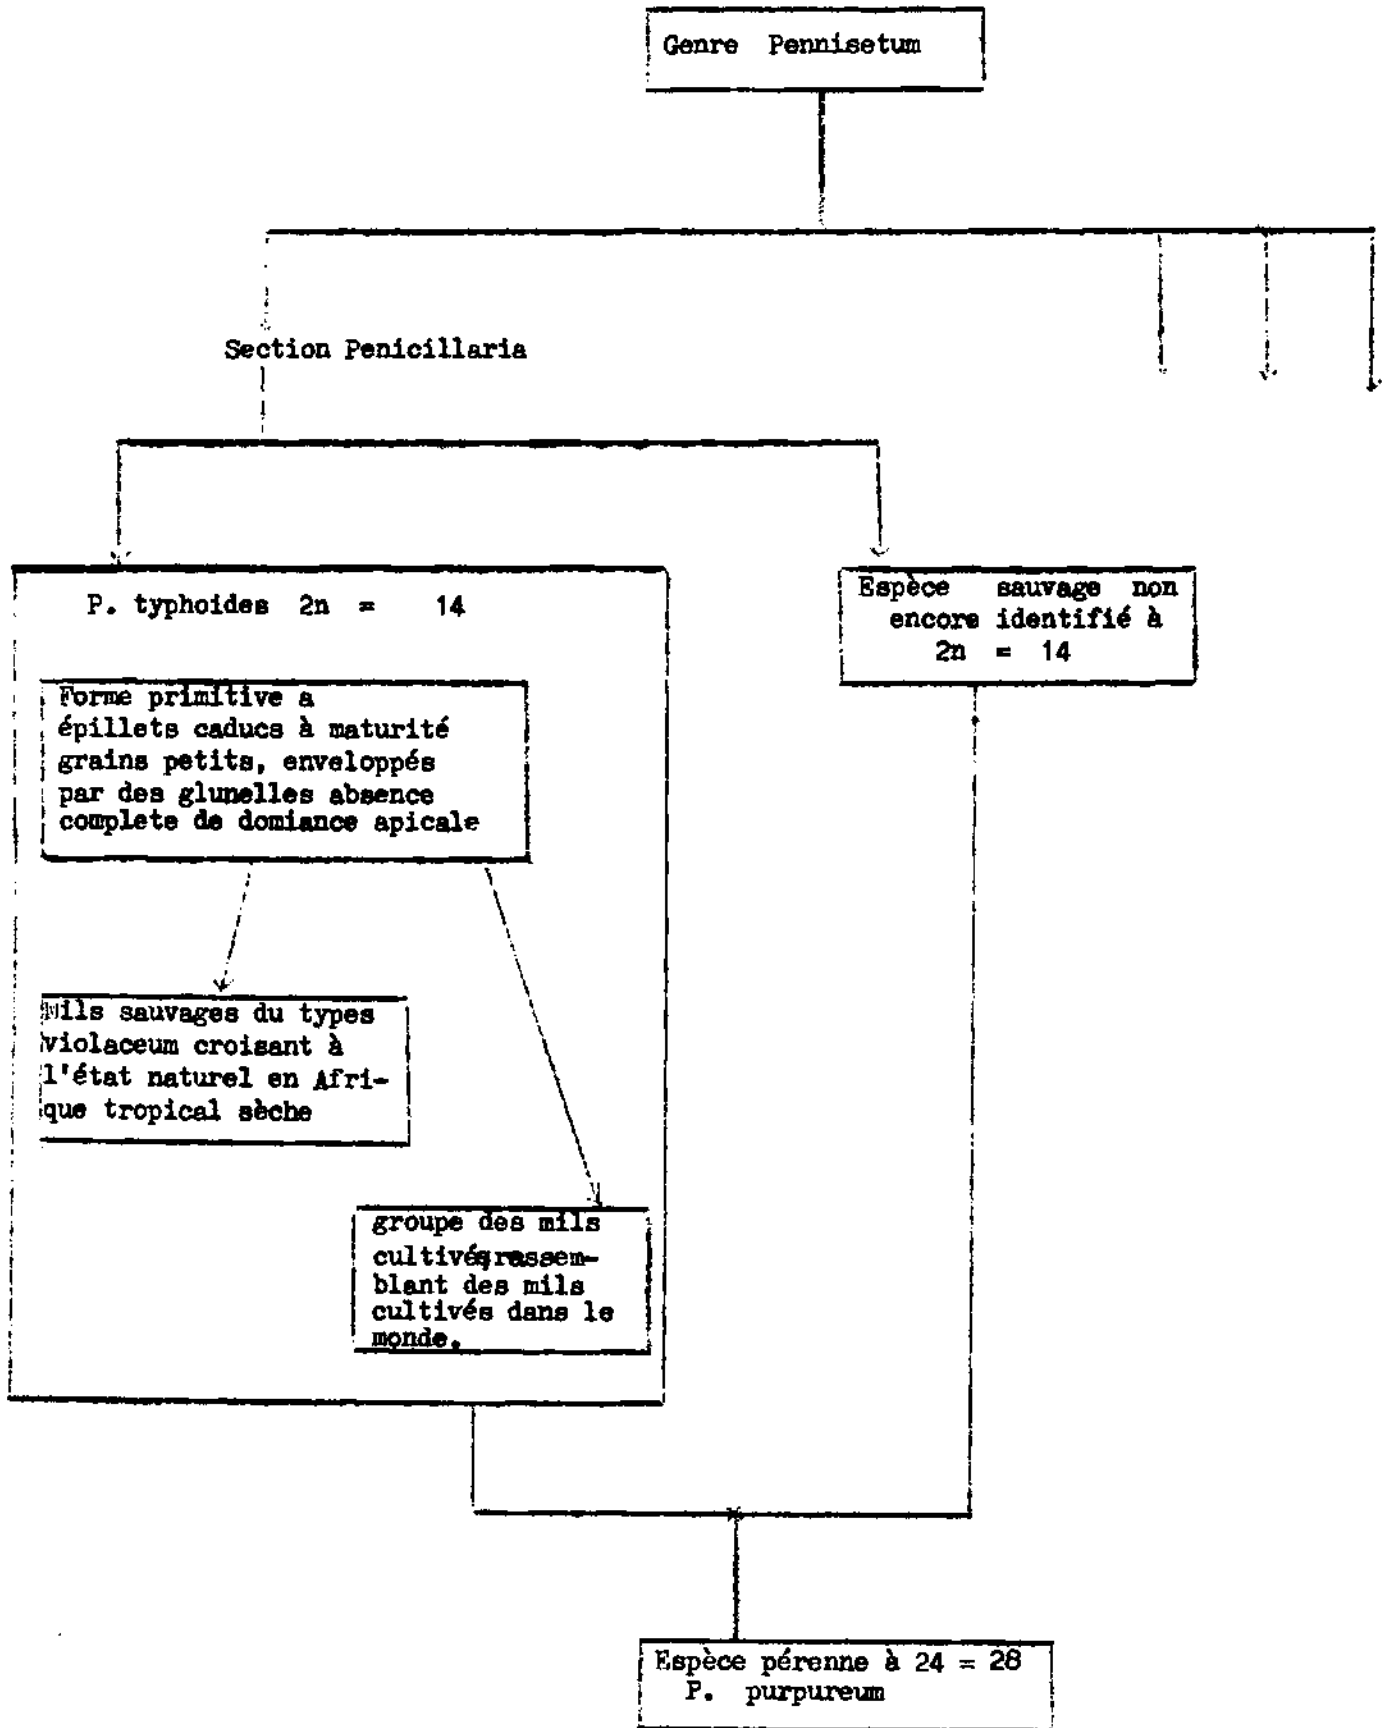 Genre Pennisetum
Section Penicillaria
P. typhoides 2n = 14
Espèce sauvage non
encore identifié à
2n = 14
Forme primitive a
épillets caducs à maturité
grains petits, enveloppés
par des glunelles absence
complete de domiance apicale
Mils sauvages du types
violaceum croisant à
l'état naturel en Afri-
que tropical sèche
groupe des mils
cultivés, rassem-
blant des mils
cultivés dans le
monde.
Espèce pérenne à 24 = 28
P. purpureum